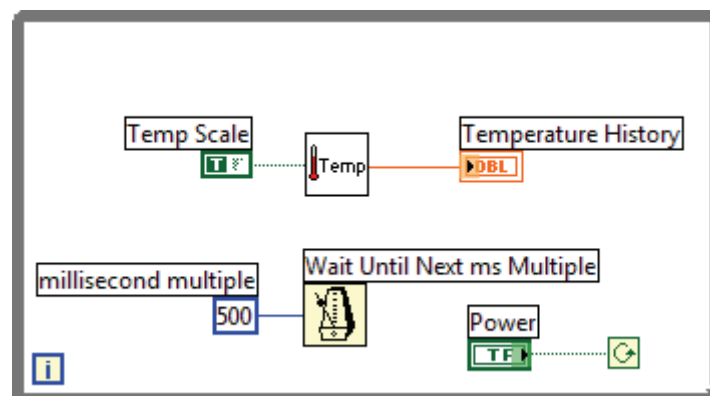 Temp Scale
Temperature History
T F
Temp
DBL
millisecond multiple
Wait Until Next ms Multiple
500
Power
TF
i